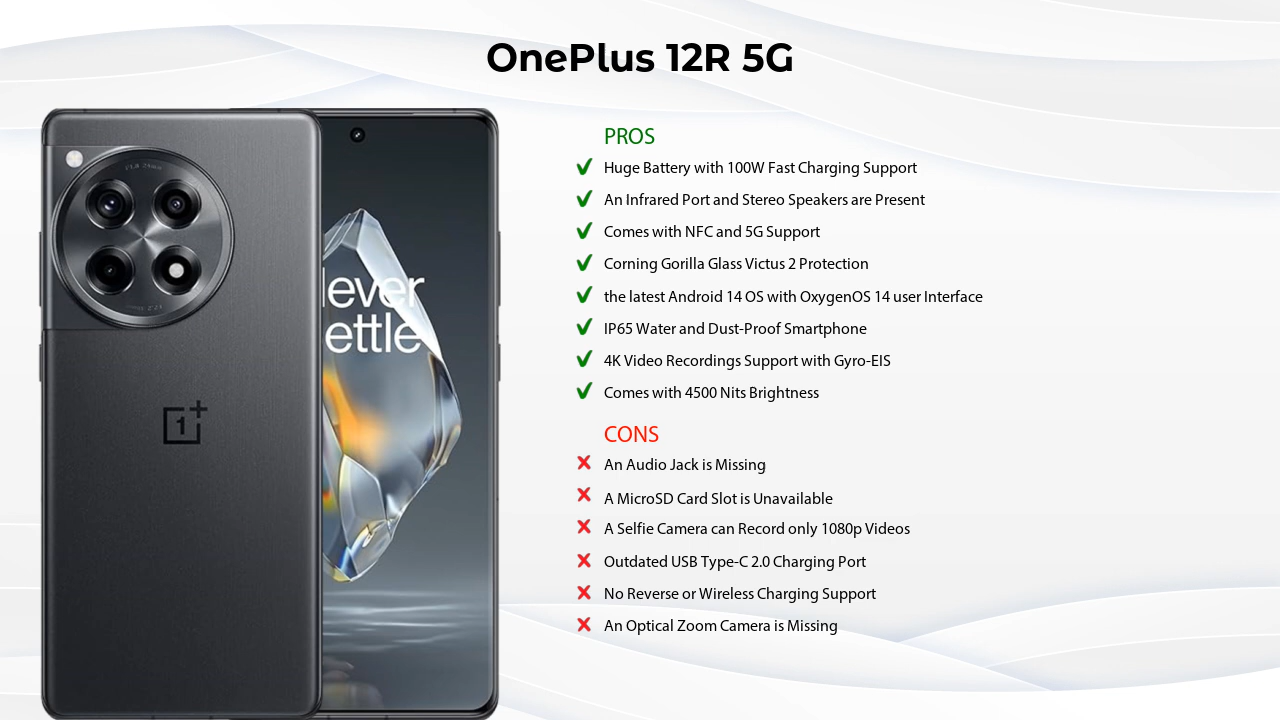 OnePlus 12R 5G
PROS
Huge Battery with 100W Fast Charging Support
An Infrared Port and Stereo Speakers are Present
Comes with NFC and 5G Support
Corning Gorilla Glass Victus 2 Protection
the latest Android 14 OS with OxygenOS 14 user Interface
IP65 Water and Dust-Proof Smartphone
4K Video Recordings Support with Gyro-EIS
Comes with 4500 Nits Brightness
CONS
An Audio Jack is Missing
A MicroSD Card Slot is Unavailable
A Selfie Camera can Record only 1080p Videos
Outdated USB Type-C 2.0 Charging Port
No Reverse or Wireless Charging Support
An Optical Zoom Camera is Missing
lever
ettle
1+